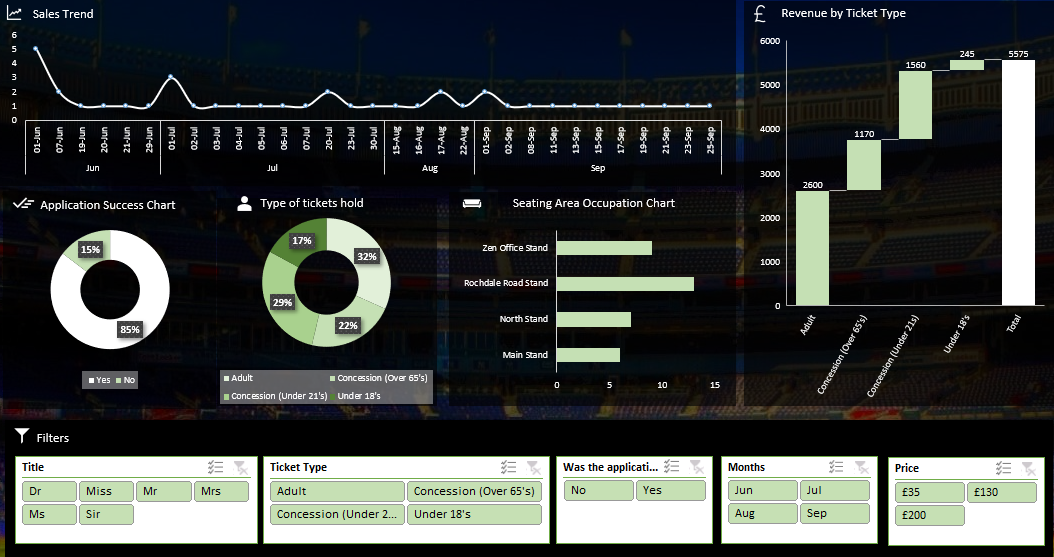 Sales Trend
6
5
4
3
2
1
0
01-Jun 07-Jun 19-Jun 20-Jun 21-Jun 29-Jun 01-Jul 02-Jul 03-Jul 04-Jul 05-Jul 06-Jul 07-Jul 20-Jul 23-Jul 30-Jul 15-Aug 16-Aug 17-Aug 22-Aug 01-Sep 02-Sep 08-Sep 11-Sep 13-Sep 15-Sep 16-Sep 17-Sep 19-Sep 21-Sep 23-Sep 25-Sep
Jun Jul Aug Sep
£ Revenue by Ticket Type
6000
5000
4000
3000
2000
1000
0
2600
1170
1560
245
5575
Adult
Concession (Over 65's)
Concession (Under 21s)
Under 18's
Total
Application Success Chart
15%
85%
Yes No
Type of tickets hold
17%
32%
29%
22%
Adult Concession (Over 65's)
Concession (Under 21's) Under 18's
Seating Area Occupation Chart
Zen Office Stand
Rochdale Road Stand
North Stand
Main Stand
0 5 10 15
Filters
Title
Dr Miss Mr Mrs
Ms Sir
Ticket Type
Adult Concession (Over 65's)
Concession (Under 2... Under 18's
Was the applicati...
No Yes
Months
Jun Jul
Aug Sep
Price
£35 £130
£200